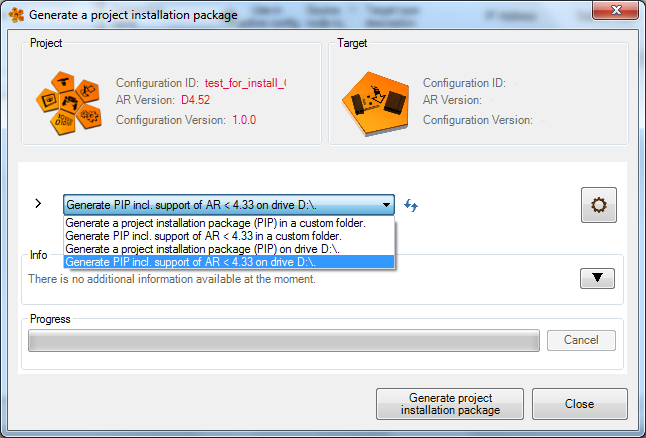 Generate a project installation package
Project
Configuration ID: test_for_install_
AR Version: D4.52
Configuration Version: 1.0.0
Target
Configuration ID:
AR Version:
Configuration Version:
Generate PIP incl. support of AR < 4.33 on drive D:\.
Generate a project installation package (PIP) in a custom folder.
Generate PIP incl. support of AR < 4.33 in a custom folder.
Generate a project installation package (PIP) on drive D:\.
Generate PIP incl. support of AR < 4.33 on drive D:\.
Info
There is no additional information available at the moment.
Progress
Cancel
Generate project
installation package
Close